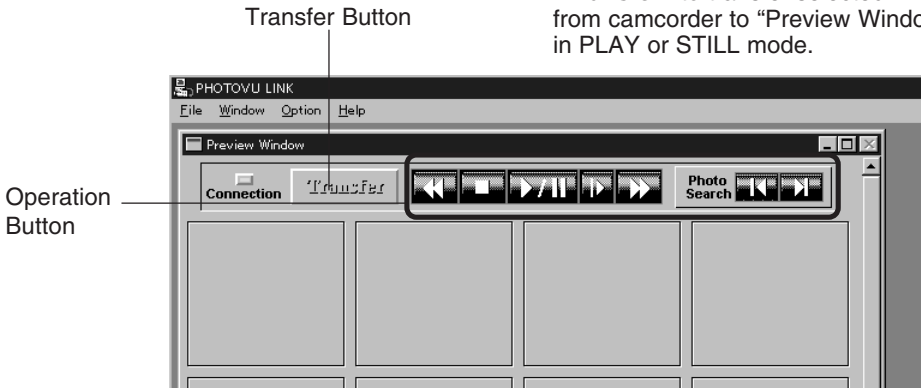 Transfer Button
from camcorder to “Preview
in PLAY or STILL mode.
PHOTOVU LINK
File Window Option Help
Preview Window
Connection Transfer Photo Search
Operation
Button